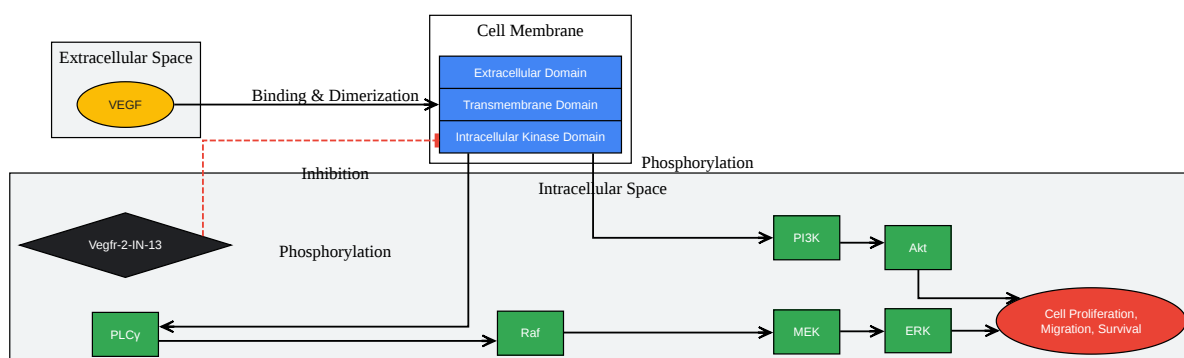 Cell Membrane
Extracellular Space
Extracellular Domain
VEGF
Binding & Dimerization
Transmembrane Domain
Intracellular Kinase Domain
Phosphorylation
Inhibition
Intracellular Space
Vegfr-2-IN-13
Phosphorylation
PI3K
Akt
PLCγ
Raf
MEK
ERK
Cell Proliferation,
Migration, Survival